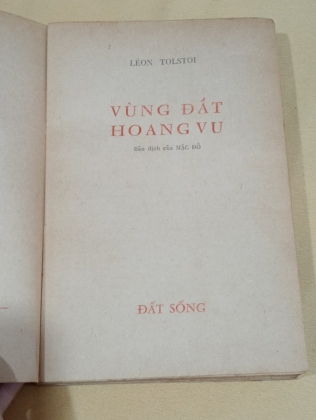 LÉON TOLSTOI
VÙNG ĐẤT
HOANG VU
Bản dịch của MẶC ĐỖ
ĐẤT SỐNG